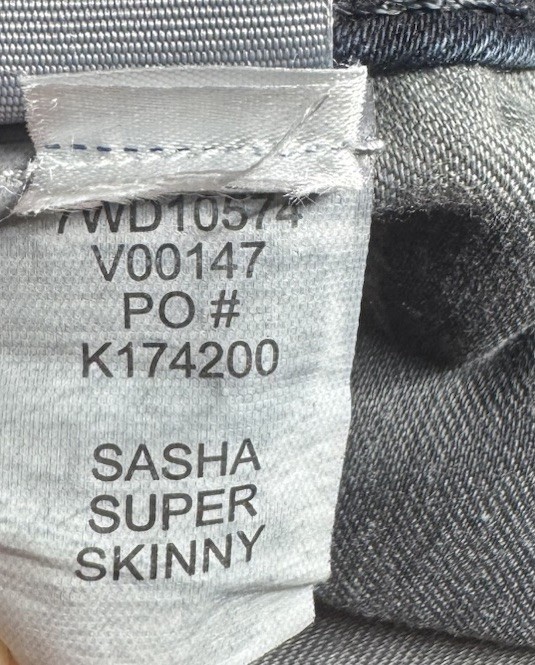 7WD10574
V00147
PO #
K174200
SASHA
SUPER
SKINNY